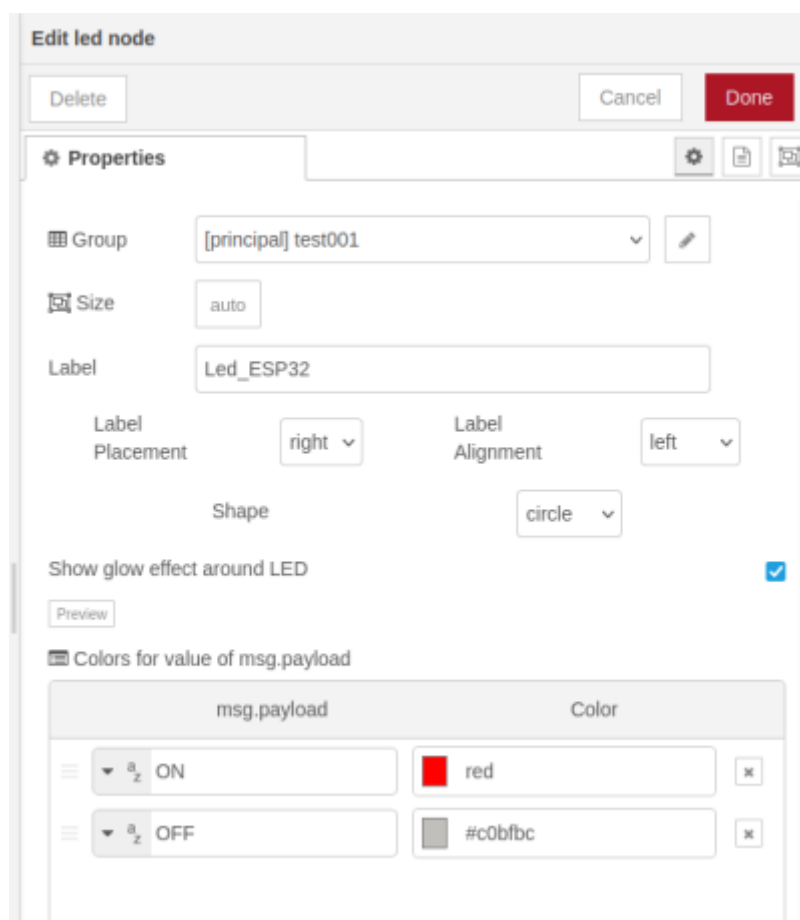 Edit led node
Delete
Cancel
Done
Properties
Group
[principal] test001
Size
auto
Label
Led_ESP32
Label
Placement
right
Label
Alignment
left
Shape
circle
Show glow effect around LED
Preview
Colors for value of msg.payload
msg.payload
Color
a
z
ON
red
a
z
OFF
#c0bfbc